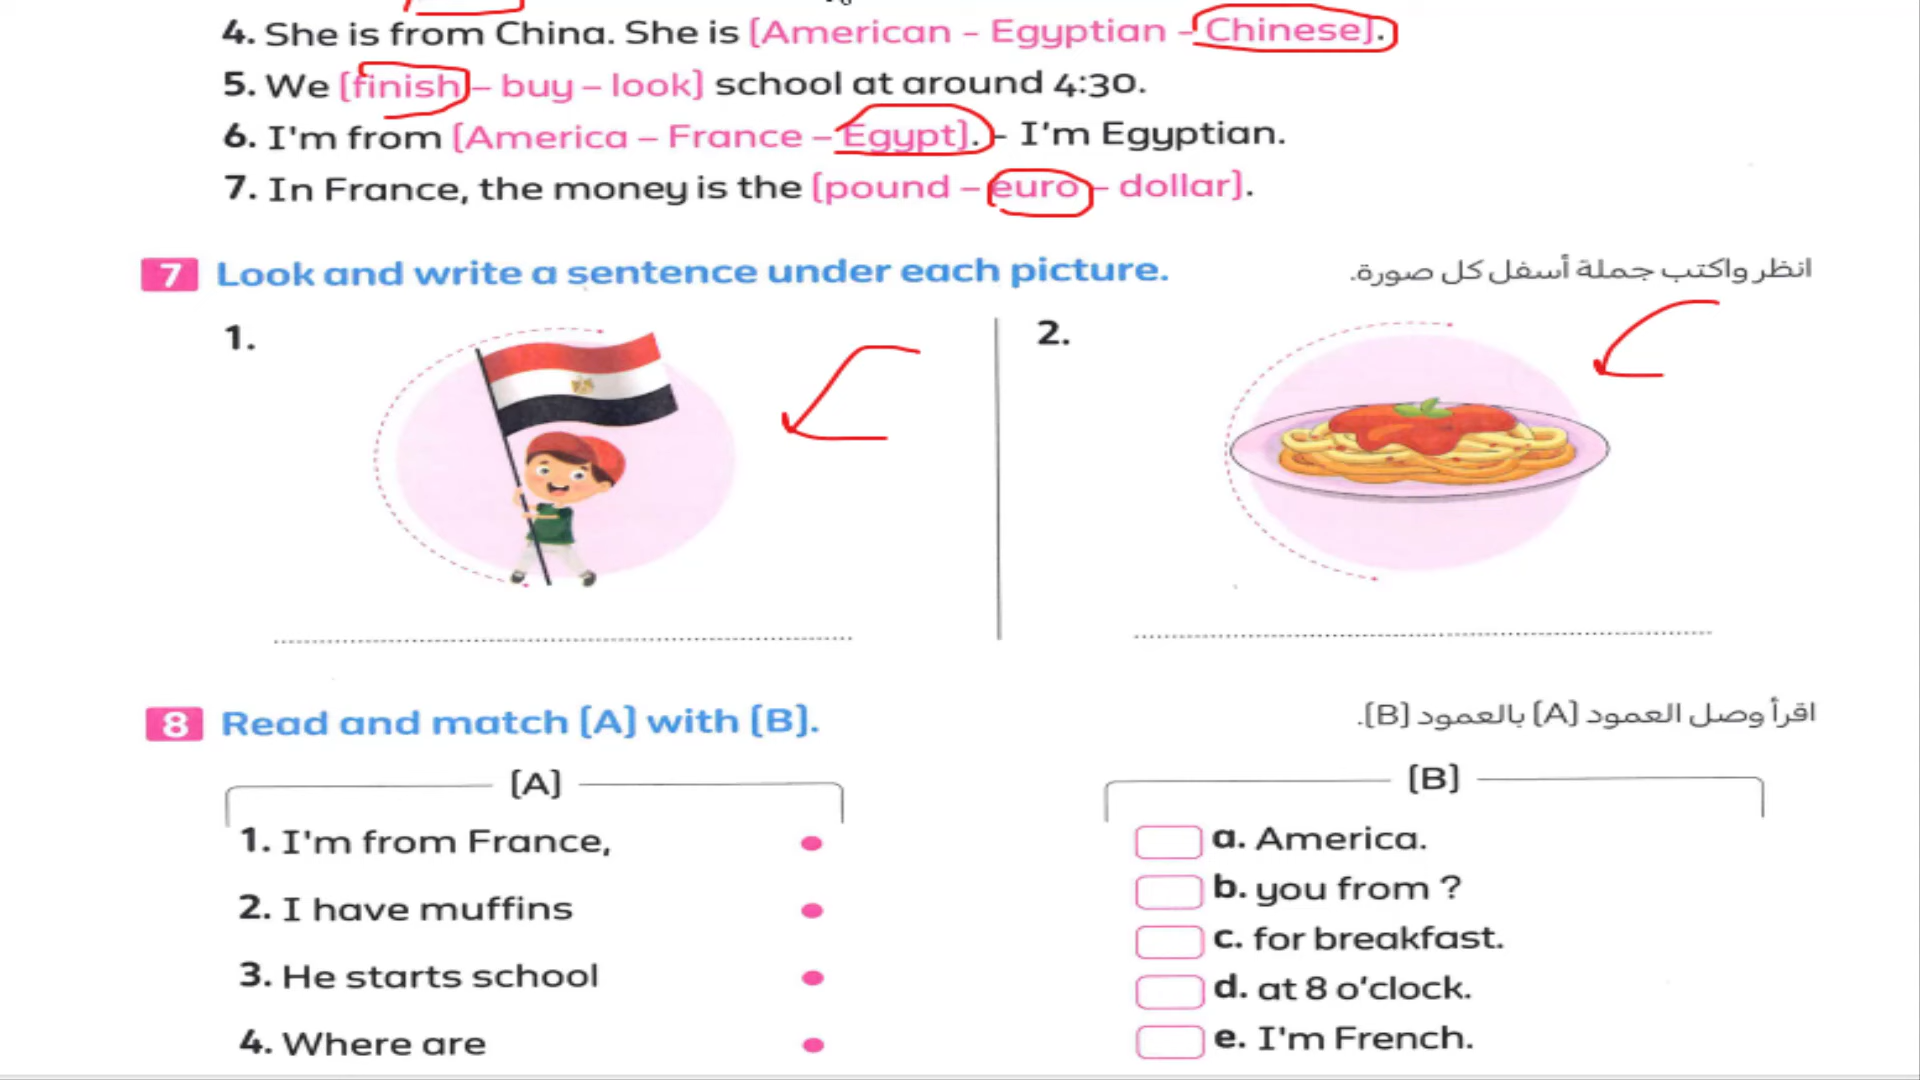 4. She is from China. She is [American - Egyptian - Chinese].
5. We [finish – buy – look] school at around 4:30.
6. I'm from [America – France – Egypt]. - I'm Egyptian.
7. In France, the money is the [pound – euro – dollar].
7 Look and write a sentence under each picture. انظر واكتب جملة أسفل كل صورة.
1. 2.
8 Read and match [A] with [B]. اقرأ وصل العمود [A] بالعمود [B].
[A] [B]
1. I'm from France, a. America.
2. I have muffins b. you from ?
c. for breakfast.
3. He starts school d. at 8 o'clock.
4. Where are e. I'm French.